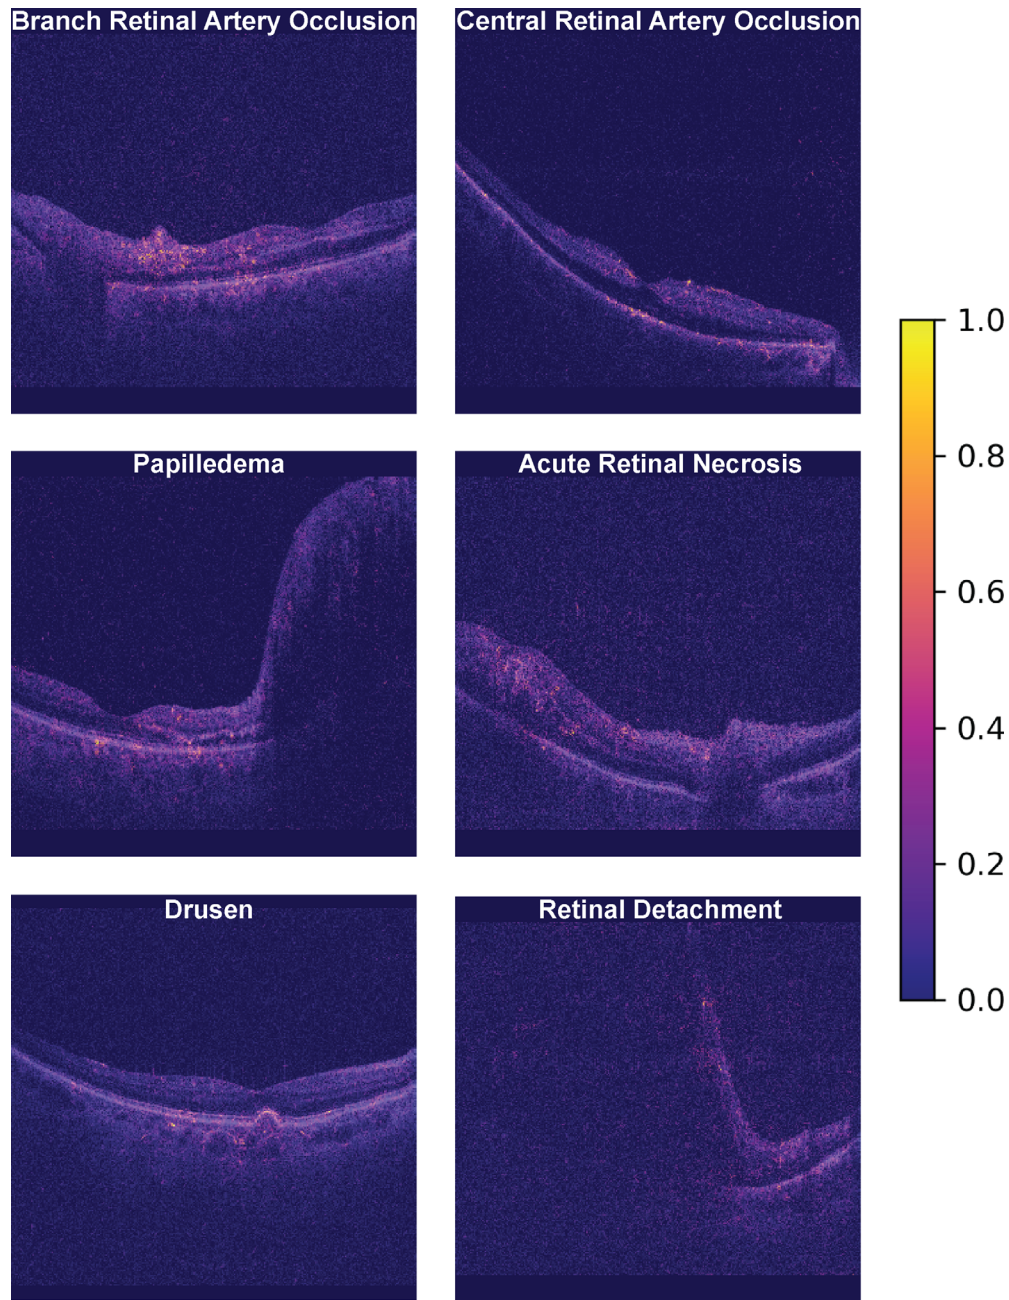 Branch Retinal Artery Occlusion
Central Retinal Artery Occlusion
Papilledema
Acute Retinal Necrosis
Drusen
Retinal Detachment
1.0
0.8
0.6
0.4
0.2
0.0